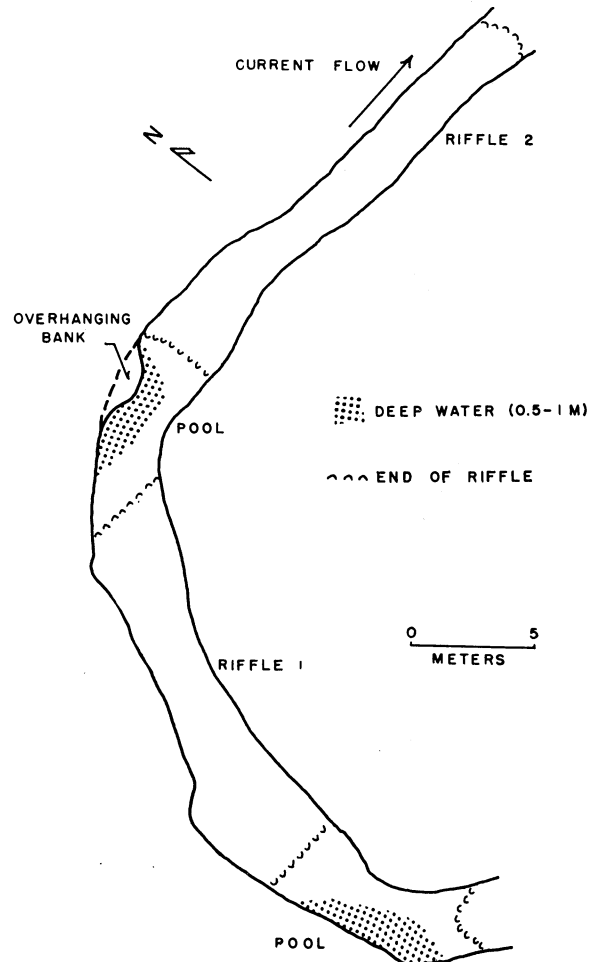 CURRENT FLOW
N
RIFFLE 2
OVERHANGING
BANK
DEEP WATER (0.5-1 M)
POOL
END OF RIFFLE
0 5
METERS
RIFFLE 1
POOL